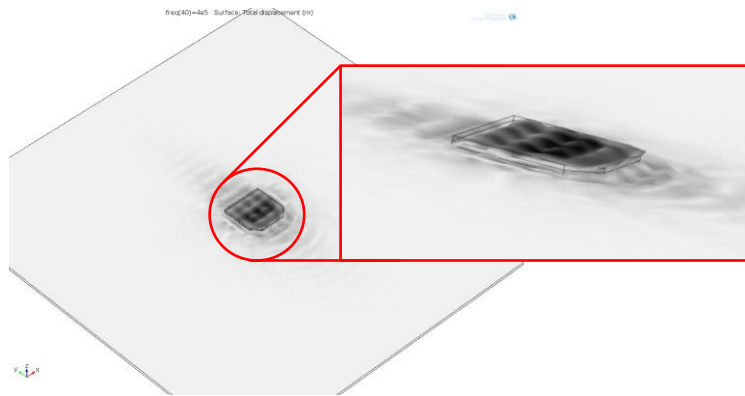 freq(40)=4e5 Surface: Total displacement (m)
z
y x